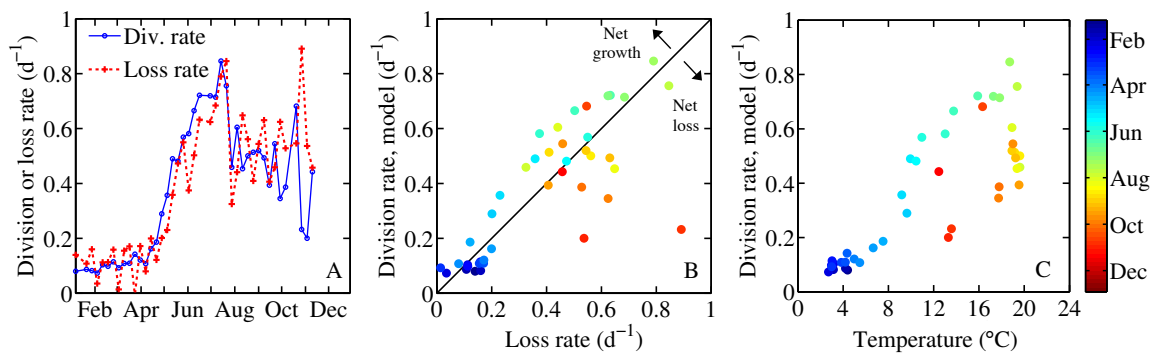 Division or loss rate (d⁻¹)
1
0.8
0.6
0.4
0.2
0
Div. rate
Loss rate
A
Feb Apr Jun Aug Oct Dec
Division rate, model (d⁻¹)
1
0.8
0.6
0.4
0.2
0
Net
growth
Net
loss
B
0 0.2 0.4 0.6 0.8 1
Loss rate (d⁻¹)
Division rate, model (d⁻¹)
1
0.8
0.6
0.4
0.2
0
C
0 4 8 12 16 20 24
Temperature (°C)
Feb
Apr
Jun
Aug
Oct
Dec